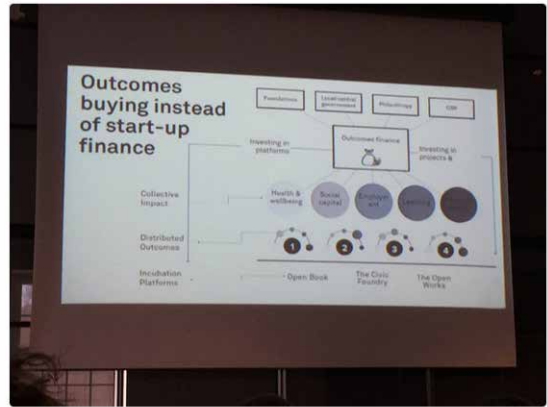 Outcomes
buying instead
of start-up
finance
Foundations
Local/central
government
Philanthropy
CSR
Outcomes finance
Investing in
platforms
Investing in
projects &
Collective
Impact
Health &
wellbeing
Social
capital
Employm
ent
Learning
Distributed
Outcomes
1
2
3
4
Incubation
Platforms
Open Book
The Civic
Foundry
The Open
Works